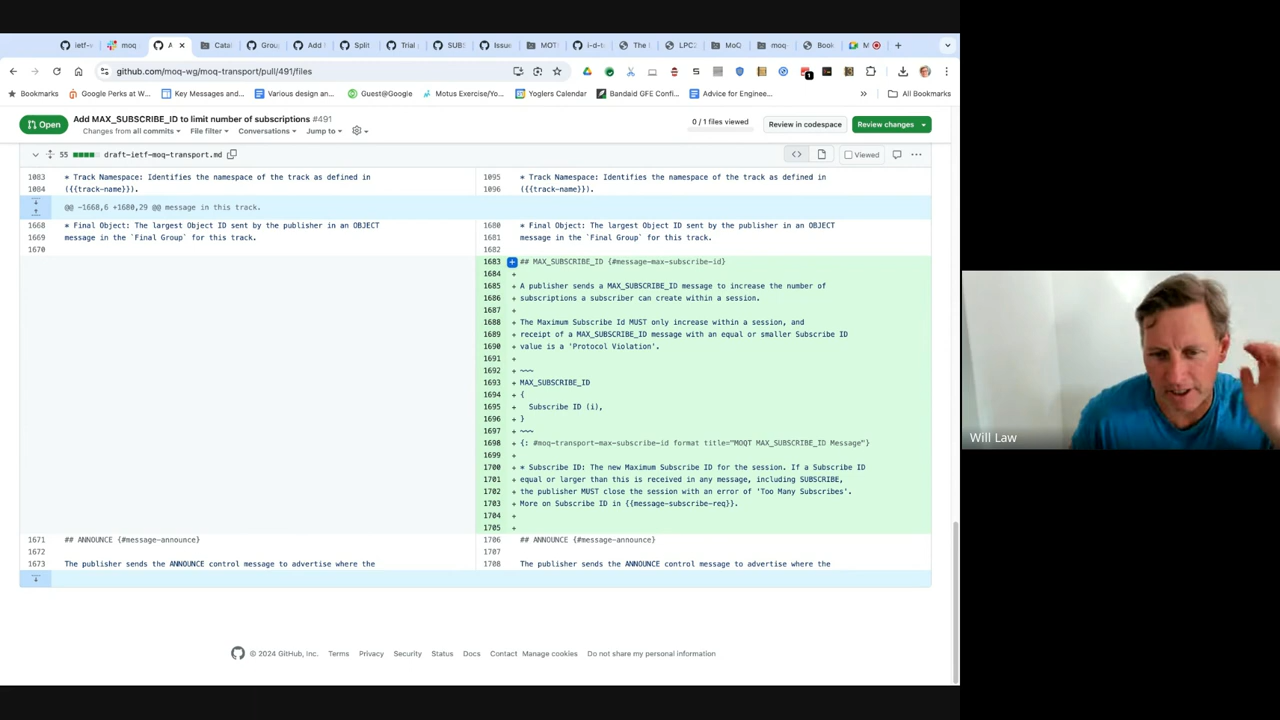 ietf-
moq
A
Catal
Grou
Add
Split
Trial
SUBS
Issue
MOT
i-d-te
The
LPC2
MoQ
moq
Book
M
github.com/moq-wg/moq-transport/pull/491/files
1
Bookmarks
Google Perks at W...
Key Messages and...
Various design an...
Guest@Google
Motus Exercise/Yo...
Yoglers Calendar
Bandaid GFE Confi...
Advice for Enginee...
»
All Bookmarks
Open
Add MAX_SUBSCRIBE_ID to limit number of subscriptions #491
Changes from all commits
File filter
Conversations
Jump to
0 / 1 files viewed
Review in codespace
Review changes
55
draft-ietf-moq-transport.md
Viewed
1083 * Track Namespace: Identifies the namespace of the track as defined in
1084 ({{track-name}}).
1095 * Track Namespace: Identifies the namespace of the track as defined in
1096 ({{track-name}}).
@@ -1668,6 +1680,29 @@ message in this track.
1668 * Final Object: The largest Object ID sent by the publisher in an OBJECT
1669 message in the `Final Group` for this track.
1670
1680 * Final Object: The largest Object ID sent by the publisher in an OBJECT
1681 message in the `Final Group` for this track.
1682
1683 + ## MAX_SUBSCRIBE_ID {#message-max-subscribe-id}
1684 +
1685 + A publisher sends a MAX_SUBSCRIBE_ID message to increase the number of
1686 + subscriptions a subscriber can create within a session.
1687 +
1688 + The Maximum Subscribe Id MUST only increase within a session, and
1689 + receipt of a MAX_SUBSCRIBE_ID message with an equal or smaller Subscribe ID
1690 + value is a 'Protocol Violation'.
1691 +
1692 + ~~~
1693 + MAX_SUBSCRIBE_ID
1694 + {
1695 + Subscribe ID (i),
1696 + }
1697 + ~~~
1698 + {: #moq-transport-max-subscribe-id format title="MOQT MAX_SUBSCRIBE_ID Message"}
1699 +
1700 + * Subscribe ID: The new Maximum Subscribe ID for the session. If a Subscribe ID
1701 + equal or larger than this is received in any message, including SUBSCRIBE,
1702 + the publisher MUST close the session with an error of 'Too Many Subscribes'.
1703 + More on Subscribe ID in {{message-subscribe-req}}.
1704 +
1705 +
1671 ## ANNOUNCE {#message-announce}
1672
1673 The publisher sends the ANNOUNCE control message to advertise where the
1706 ## ANNOUNCE {#message-announce}
1707
1708 The publisher sends the ANNOUNCE control message to advertise where the
© 2024 GitHub, Inc.
Terms
Privacy
Security
Status
Docs
Contact
Manage cookies
Do not share my personal information
Will Law